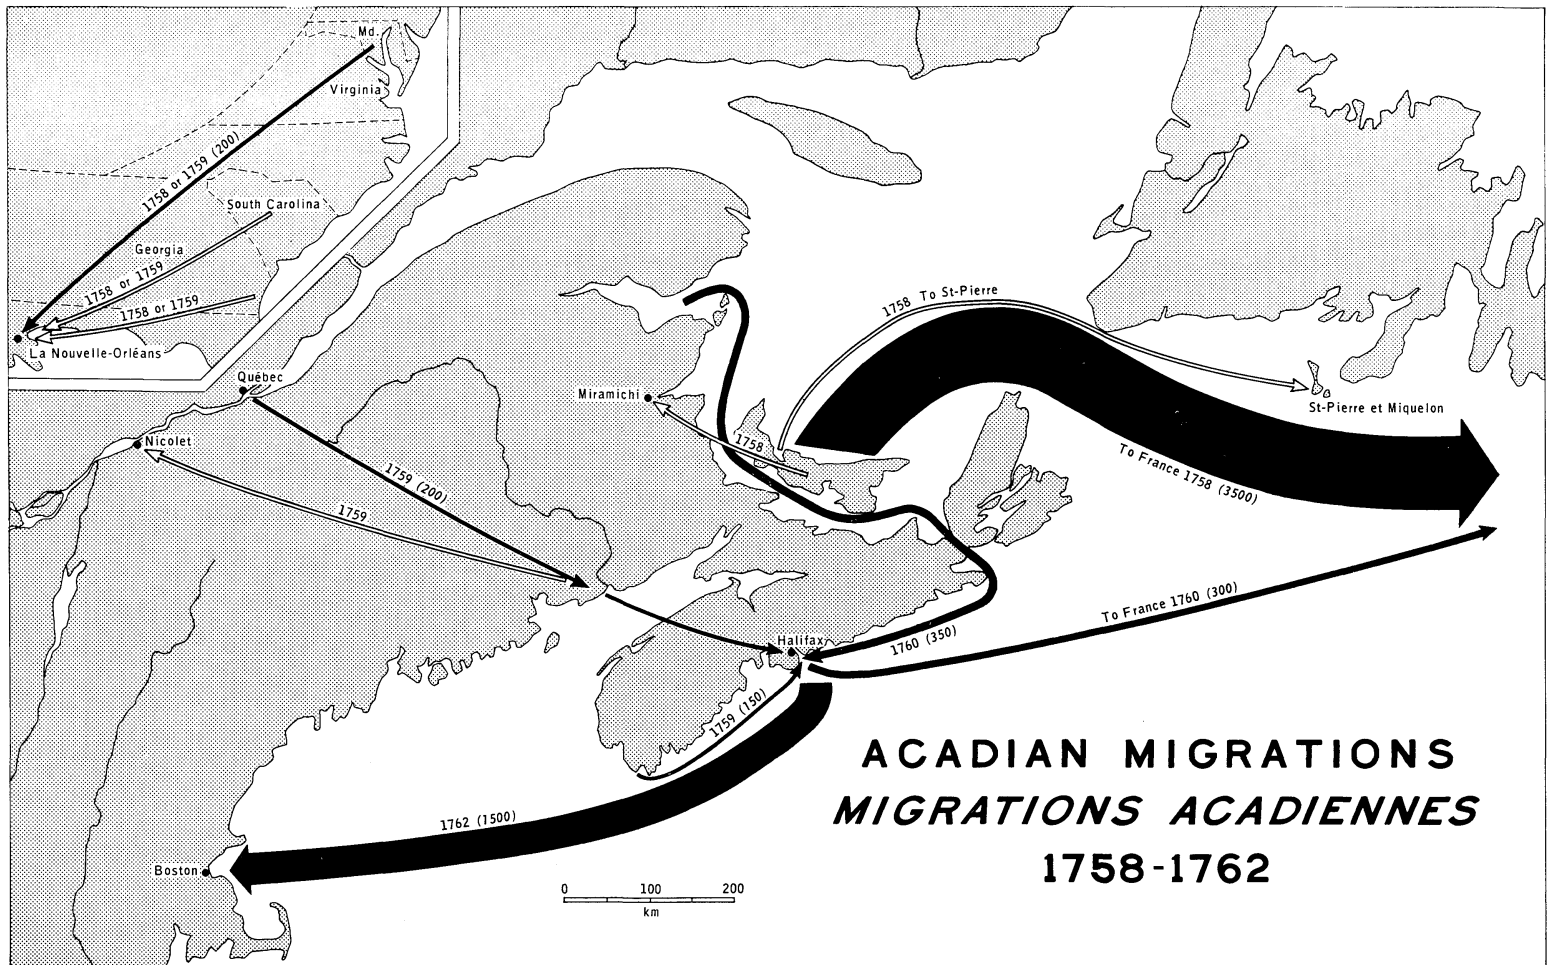 Md.
Virginia
1758 or 1759 (200)
South Carolina
Georgia
1758 or 1759
1758 or 1759
La Nouvelle-Orléans
Québec
Nicolet
Miramichi
1758 To St-Pierre
St-Pierre et Miquelon
1758
To France 1758 (3500)
1759 (200)
1759
To France 1760 (300)
Halifax
1760 (350)
1759 (150)
1762 (1500)
Boston
ACADIAN MIGRATIONS
MIGRATIONS ACADIENNES
1758-1762
0 100 200
km